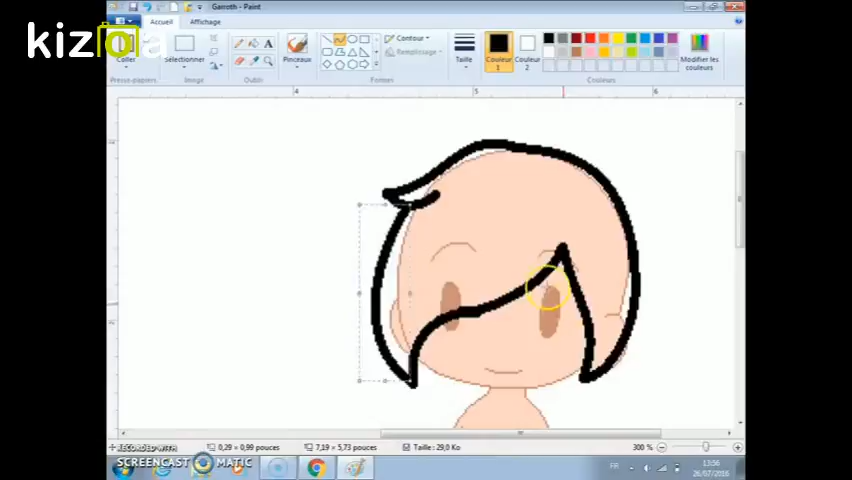 Garroth - Paint
Accueil Affichage
kizoa
Coller
Sélectionner
Pinceaux
Contour
Remplissage
Taille
Couleur 1
Couleur 2
Modifier les couleurs
Presse-papiers Image Outils Formes Couleurs
4 5 6
RECORDED WITH
SCREENCAST MATIC
0,29 × 0,99 pouces
7,19 × 5,73 pouces
Taille : 29,0 Ko
300 %
FR
13:56
26/07/2016